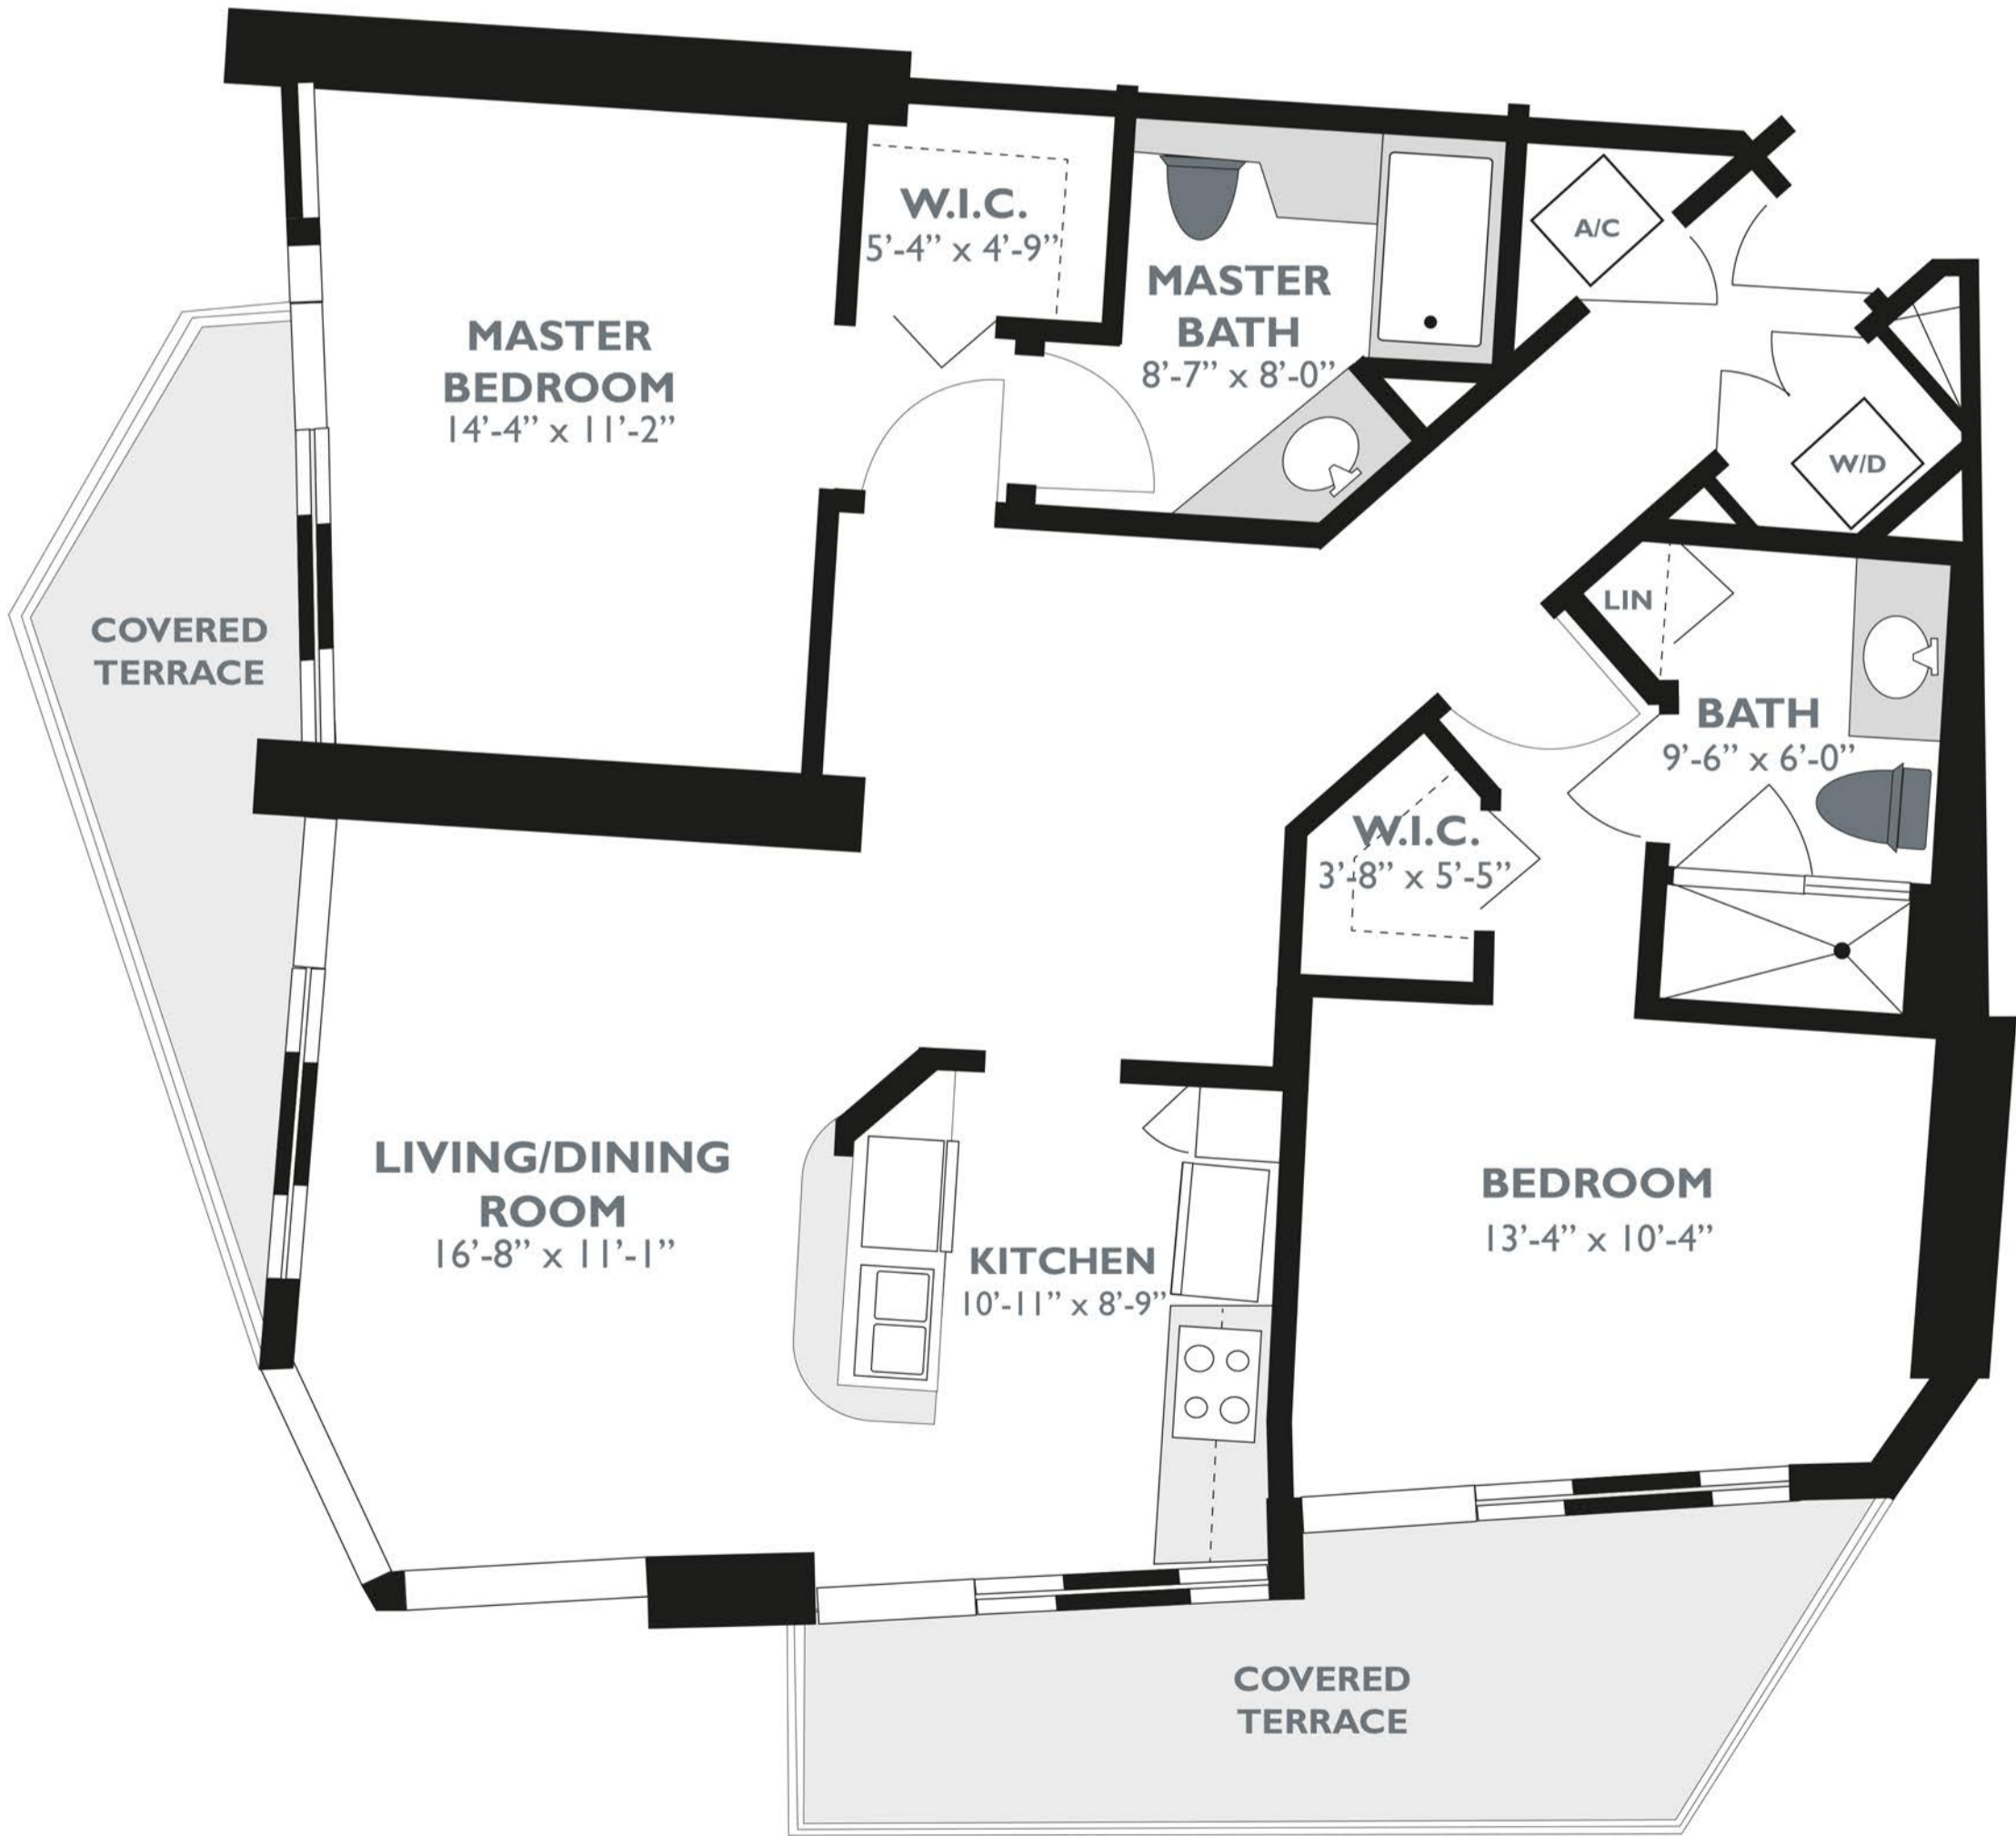 W.I.C.
5’-4” x 4’-9”
A/C
MASTER
BATH
8’-7” x 8’-0”
MASTER
BEDROOM
14’-4” x 11’-2”
W/D
LIN
COVERED
TERRACE
BATH
9’-6” x 6’-0”
W.I.C.
3’-8” x 5’-5”
LIVING/DINING
ROOM
16’-8” x 11’-1”
KITCHEN
10’-11” x 8’-9”
BEDROOM
13’-4” x 10’-4”
COVERED
TERRACE